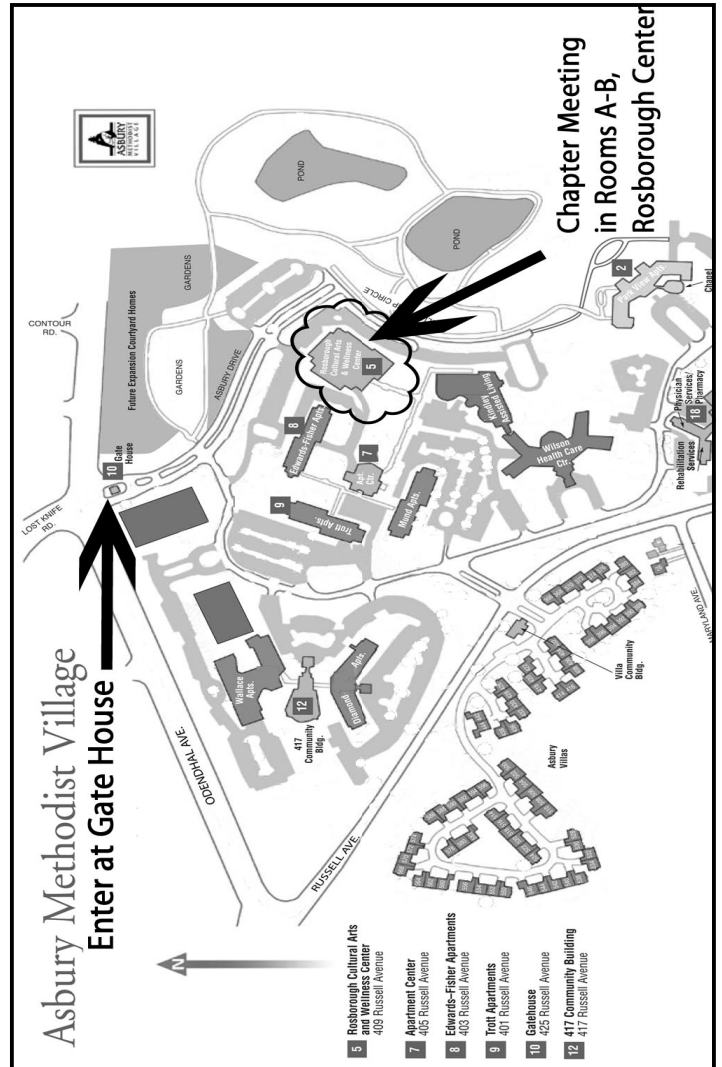 Asbury Methodist Village
Enter at Gate House
N
ASBURY
METHODIST
VILLAGE
CONTOUR
RD.
LOST KNIFE
RD.
10 Gate
House
Future Expansion Courtyard Homes
GARDENS
GARDENS
ASBURY DRIVE
POND
POND
CIRCLE
Chapter Meeting
in Rooms A-B,
Rosborough Center
Rosborough
Cultural Arts
& Wellness
Center
5
8
Edwards-Fisher Apts.
7
Apt.
Ctr.
9
Trott Apts.
Mund Apts.
Kindley
Assisted Living
Wilson
Health Care
Ctr.
2
Park View Apts.
Chapel
Physician
Services/
Pharmacy
18
Rehabilitation
Services
MARYLAND AVE.
ODENDHAL AVE.
RUSSELL AVE.
Wallace
Apts.
12
417
Community
Bldg.
Diamond Apts.
Villa
Community
Bldg.
Asbury
Villas
5 Rosborough Cultural Arts
and Wellness Center
409 Russell Avenue
7 Apartment Center
405 Russell Avenue
8 Edwards–Fisher Apartments
403 Russell Avenue
9 Trott Apartments
401 Russell Avenue
10 Gatehouse
425 Russell Avenue
12 417 Community Building
417 Russell Avenue